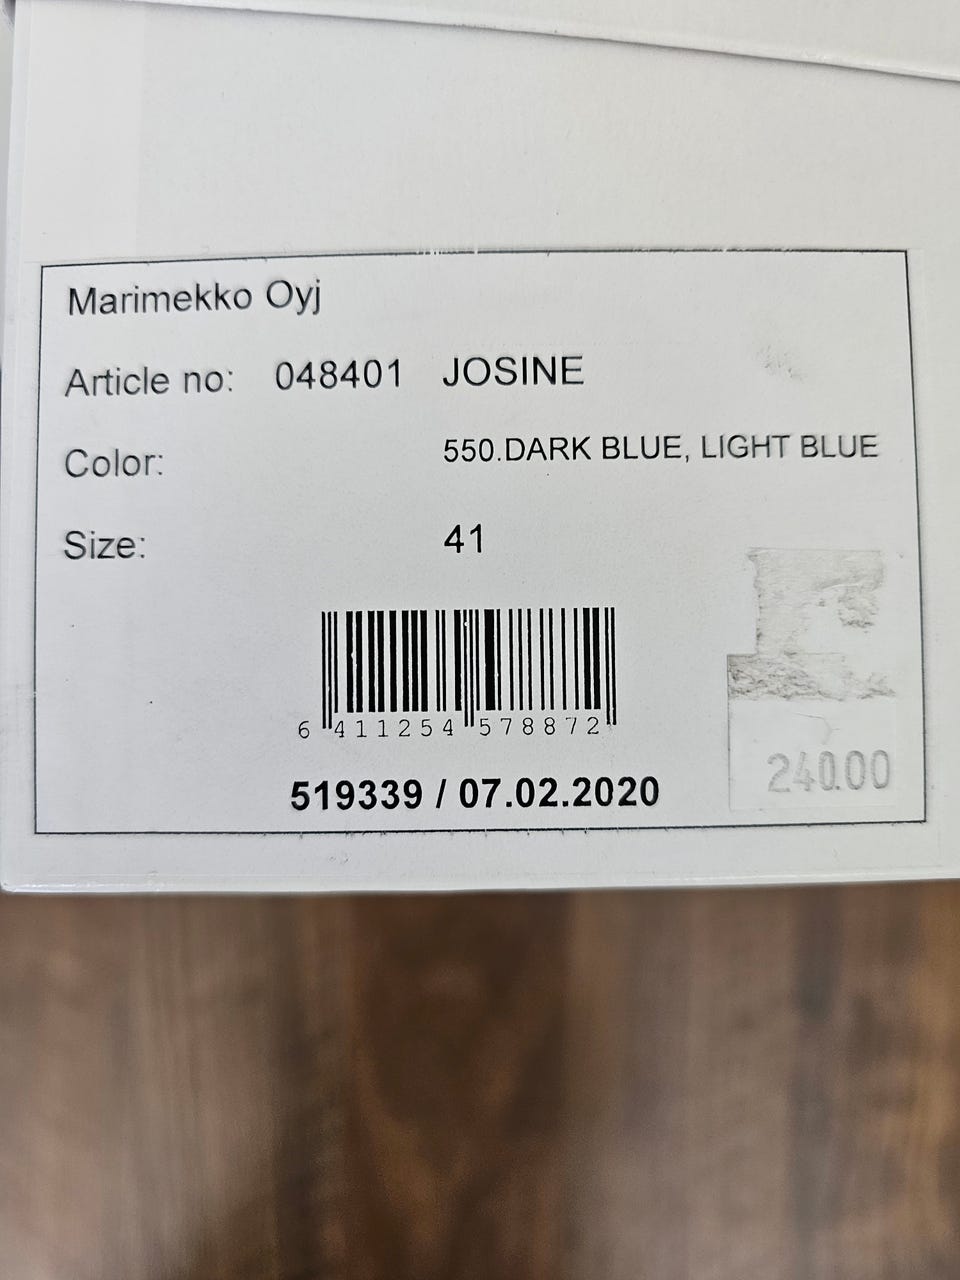 Marimekko Oyj
Article no: 048401 JOSINE
Color: 550.DARK BLUE, LIGHT BLUE
Size: 41
6 411254 578872
519339 / 07.02.2020
240.00